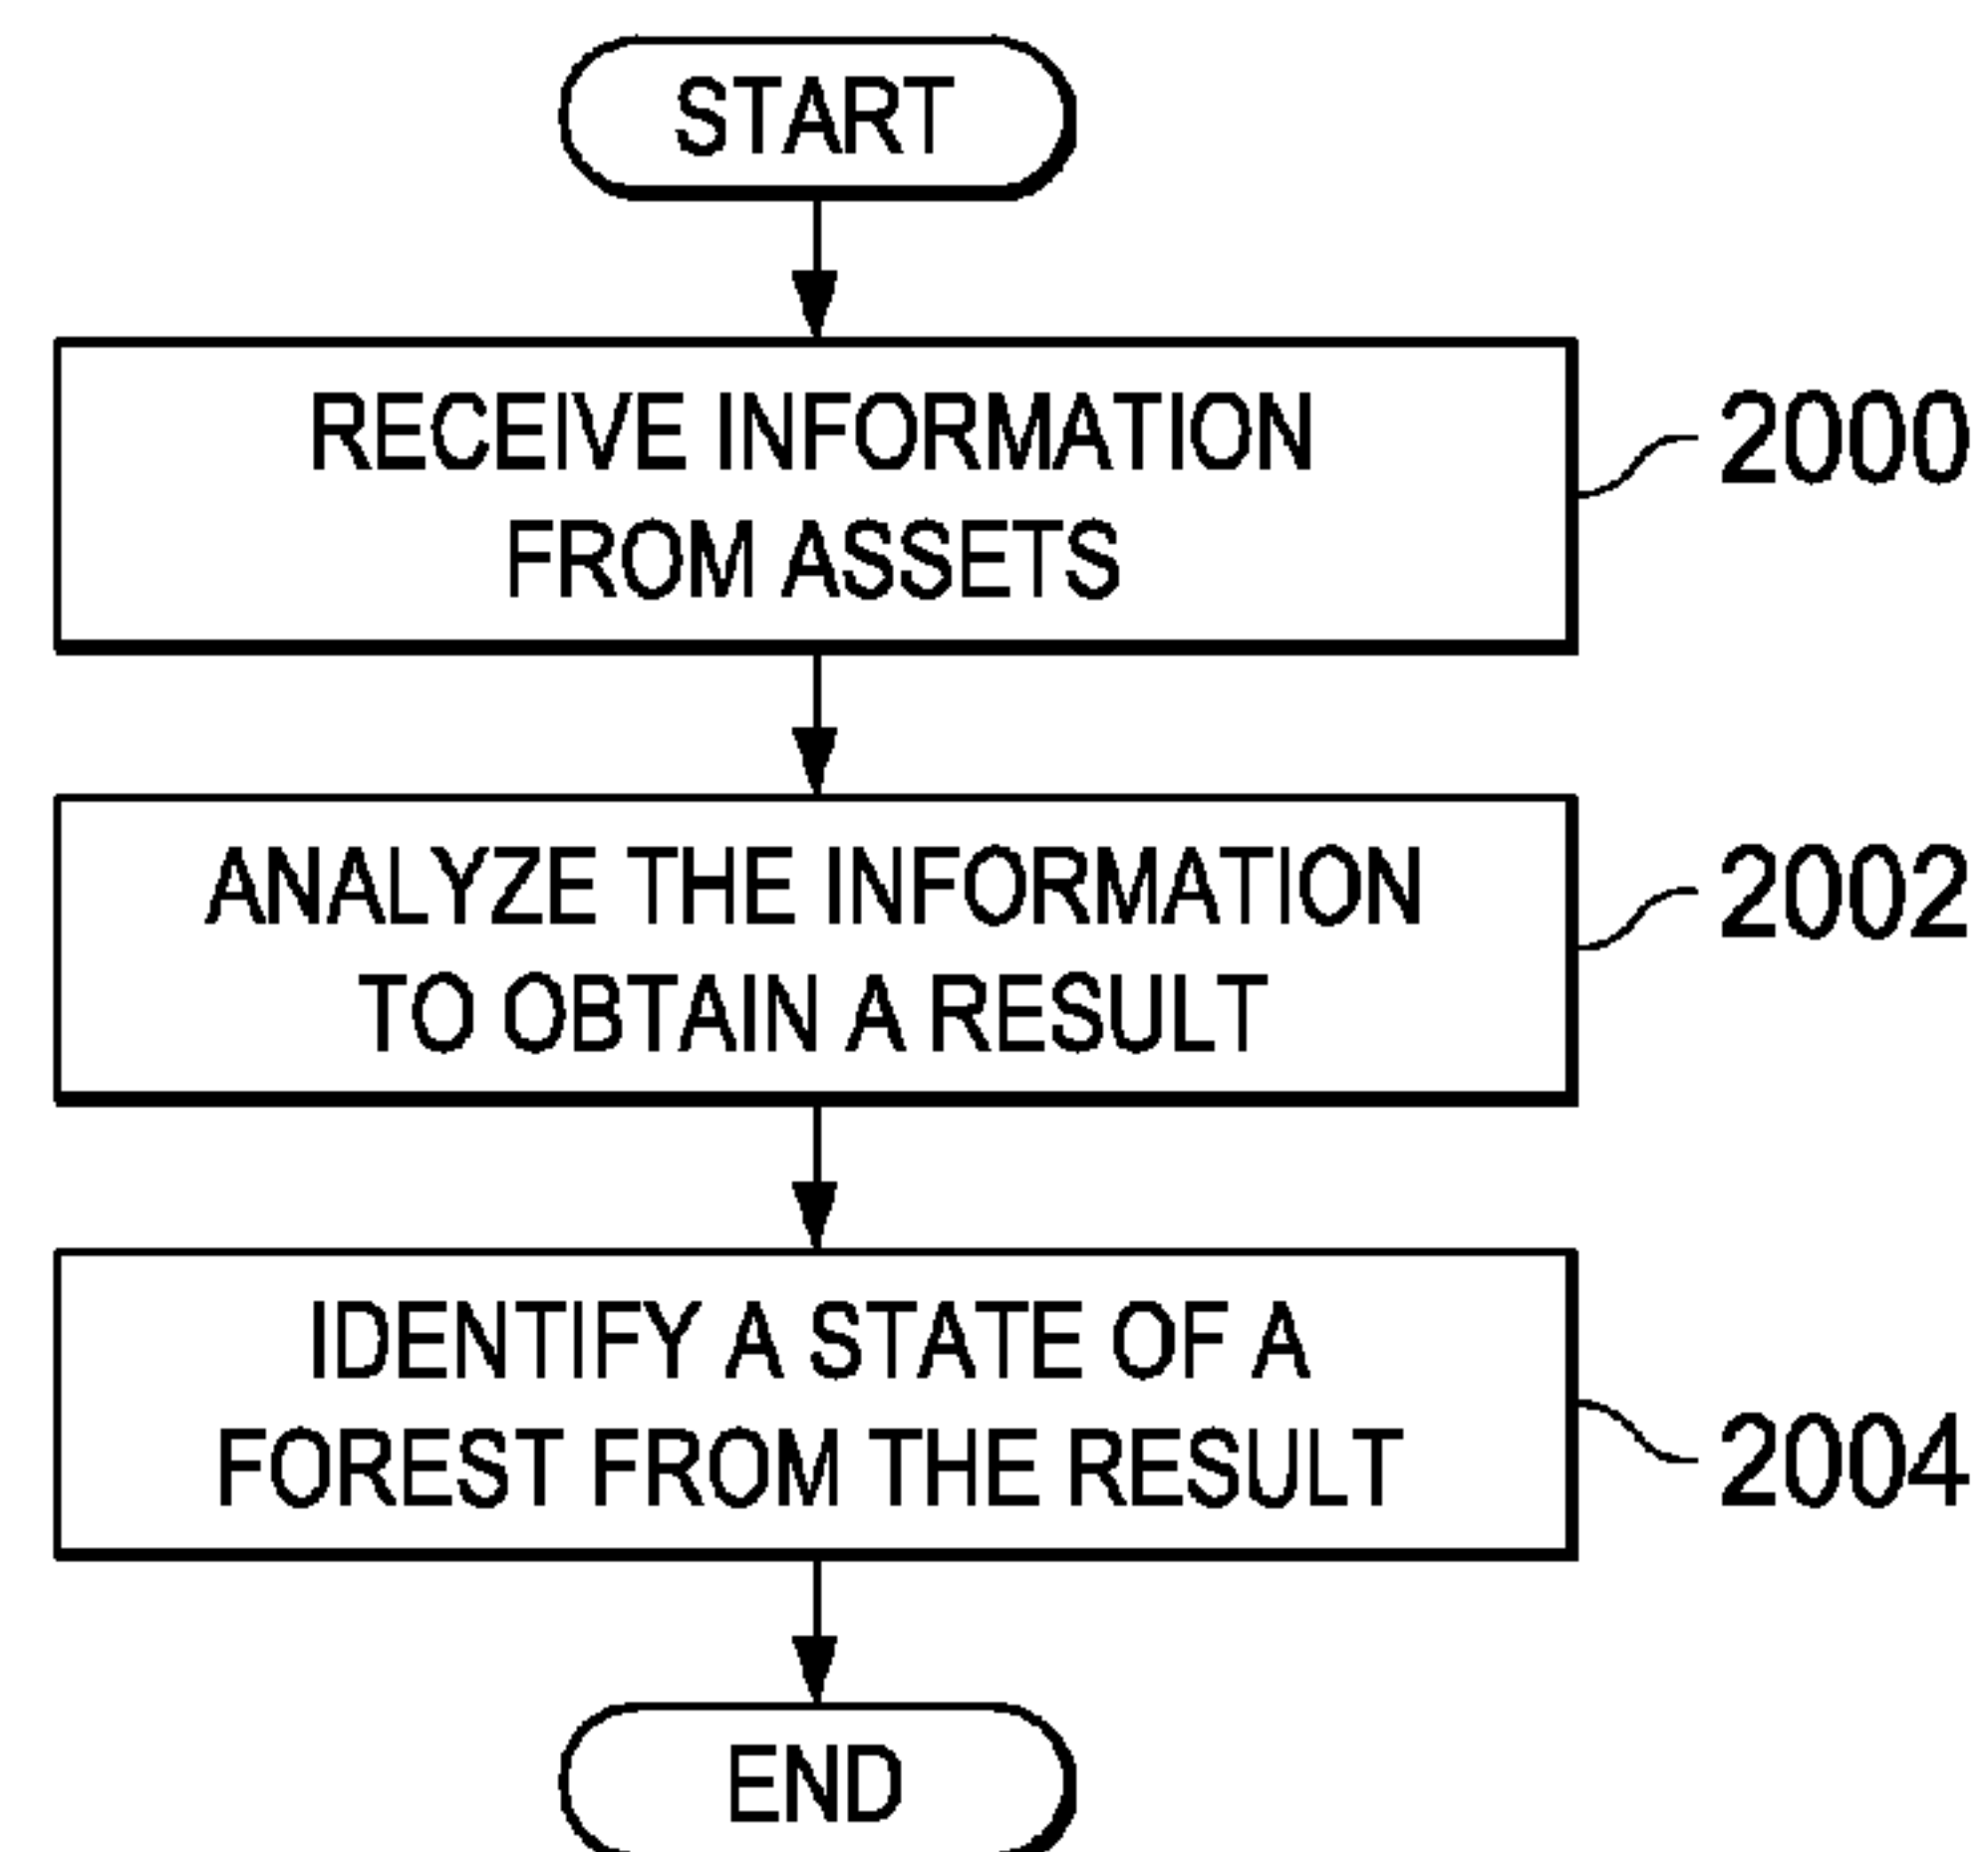 START
RECEIVE INFORMATION
FROM ASSETS
2000
ANALYZE THE INFORMATION
TO OBTAIN A RESULT
2002
IDENTIFY A STATE OF A
FOREST FROM THE RESULT
2004
END